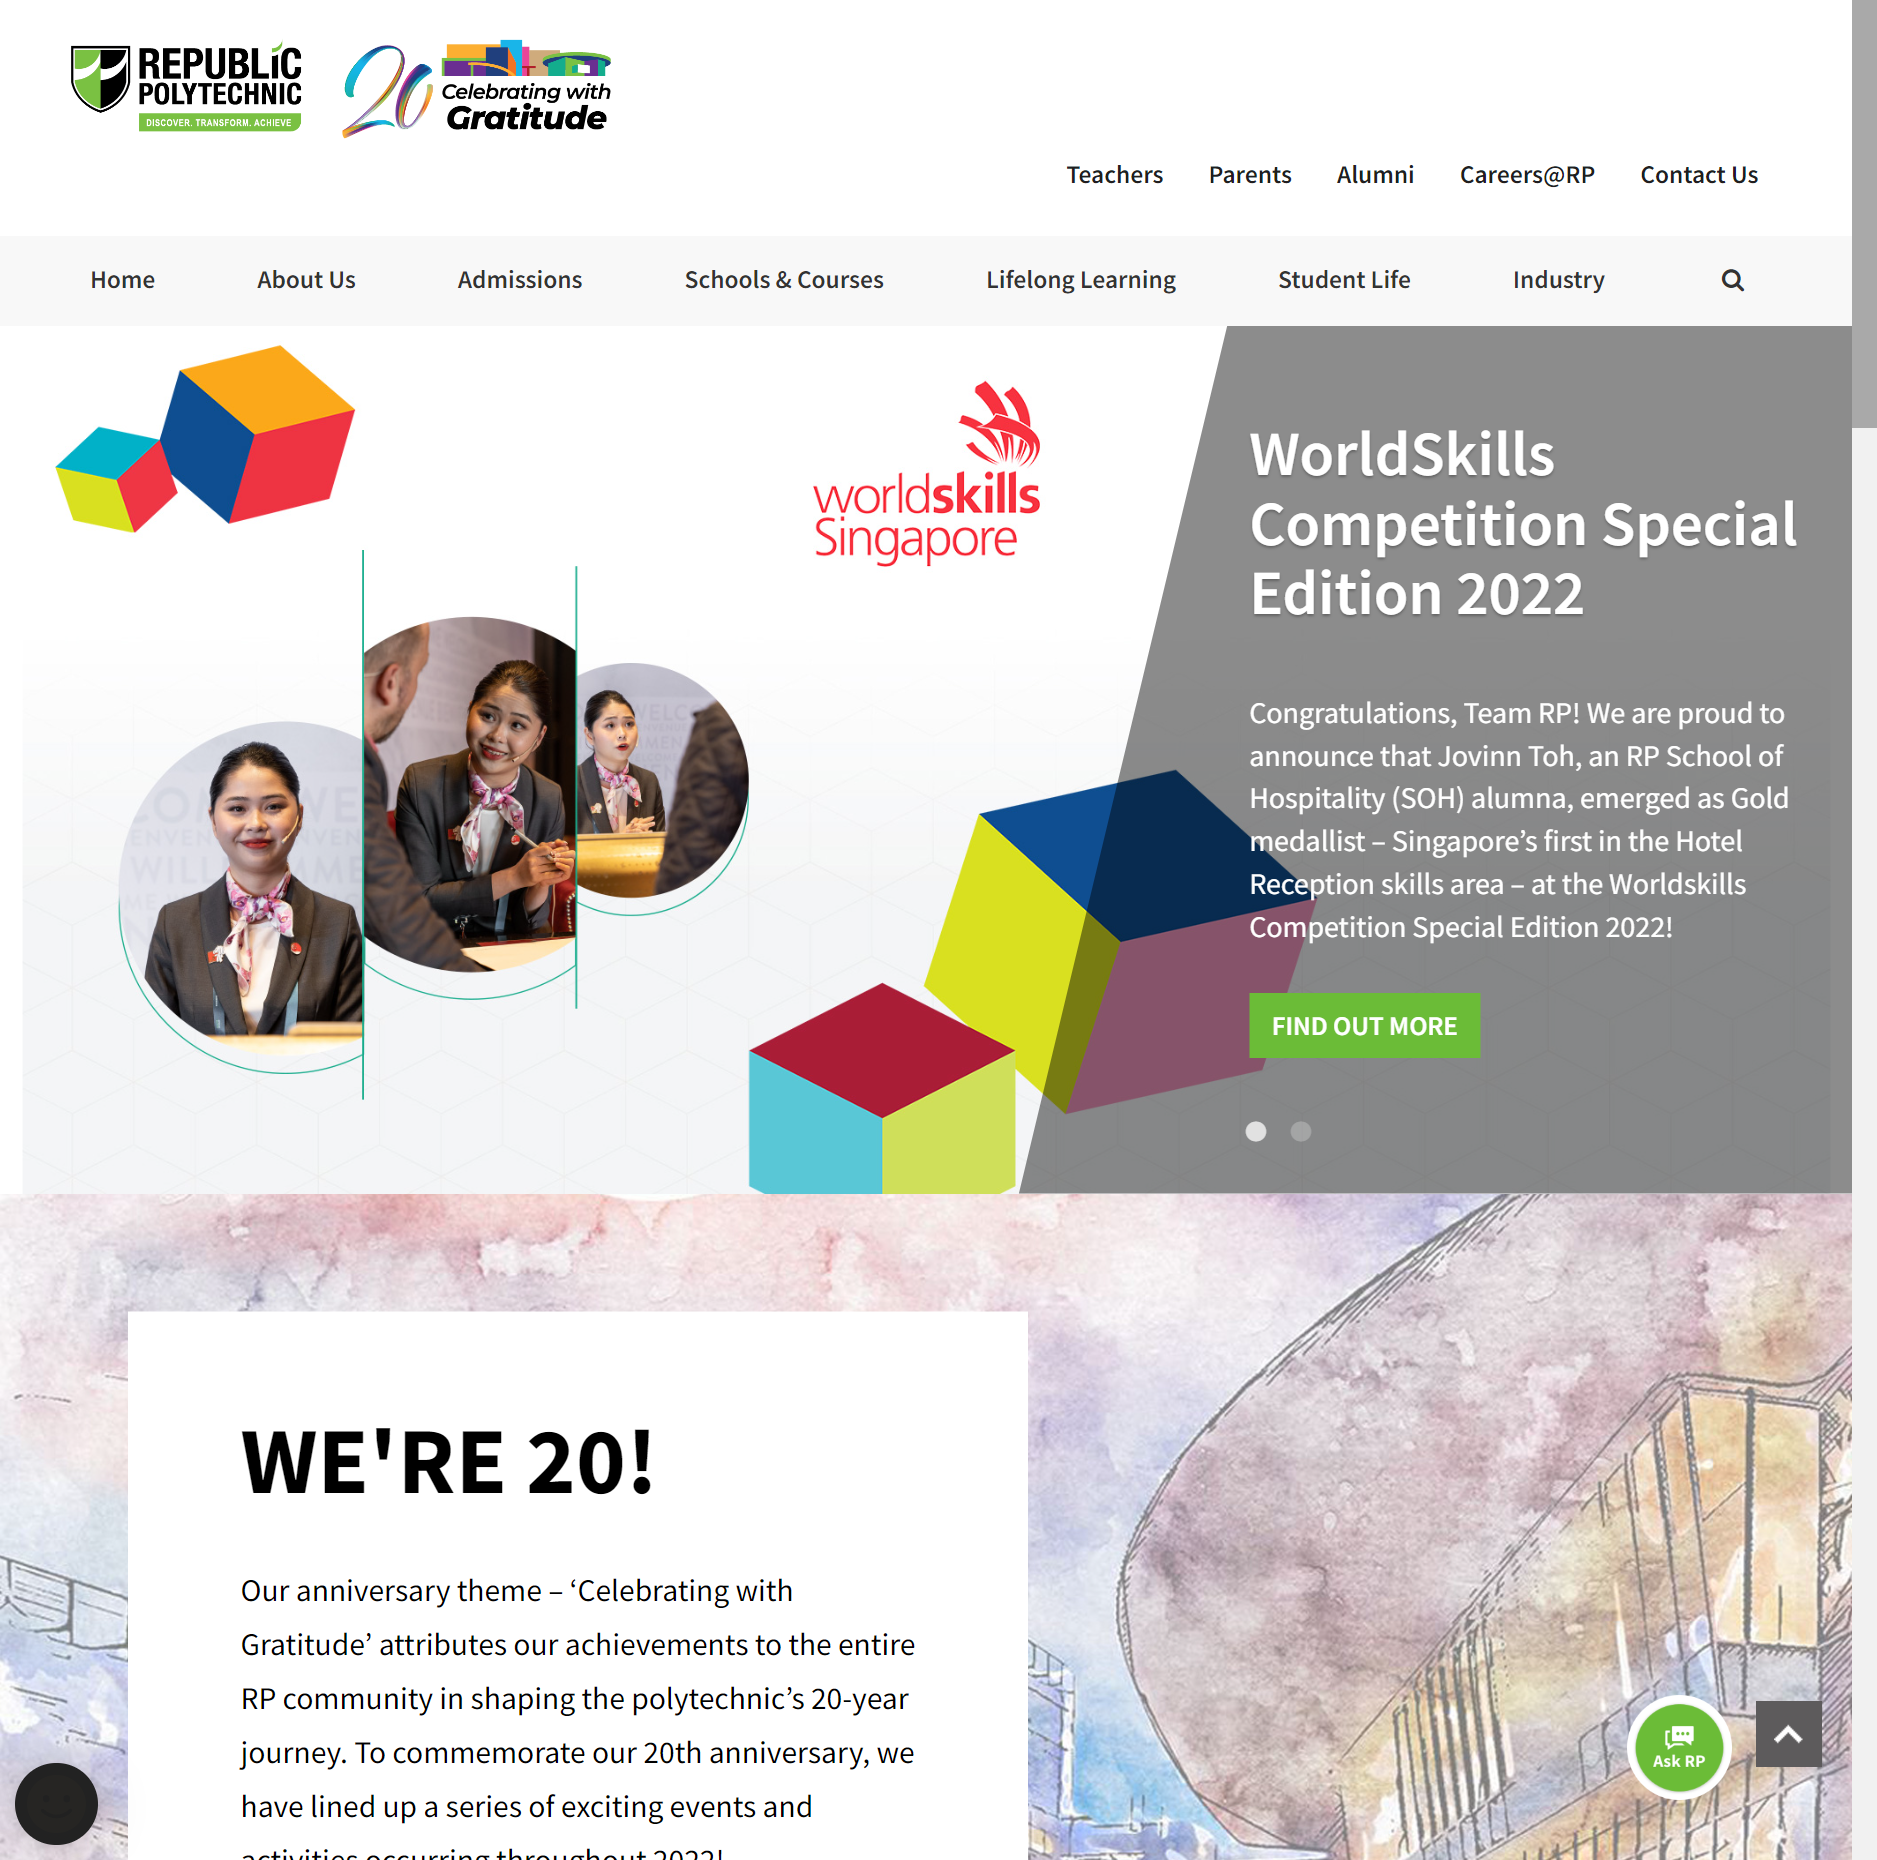 REPUBLIC
POLYTECHNIC
DISCOVER. TRANSFORM. ACHIEVE
20
Celebrating with
Gratitude
Teachers Parents Alumni Careers@RP Contact Us
Home About Us Admissions Schools & Courses Lifelong Learning Student Life Industry
worldskills
Singapore
WorldSkills
Competition Special
Edition 2022
Congratulations, Team RP! We are proud to
announce that Jovinn Toh, an RP School of
Hospitality (SOH) alumna, emerged as Gold
medallist – Singapore’s first in the Hotel
Reception skills area – at the Worldskills
Competition Special Edition 2022!
FIND OUT MORE
WE'RE 20!
Our anniversary theme – ‘Celebrating with
Gratitude’ attributes our achievements to the entire
RP community in shaping the polytechnic’s 20-year
journey. To commemorate our 20th anniversary, we
have lined up a series of exciting events and
activities occurring throughout 2022!
Ask RP